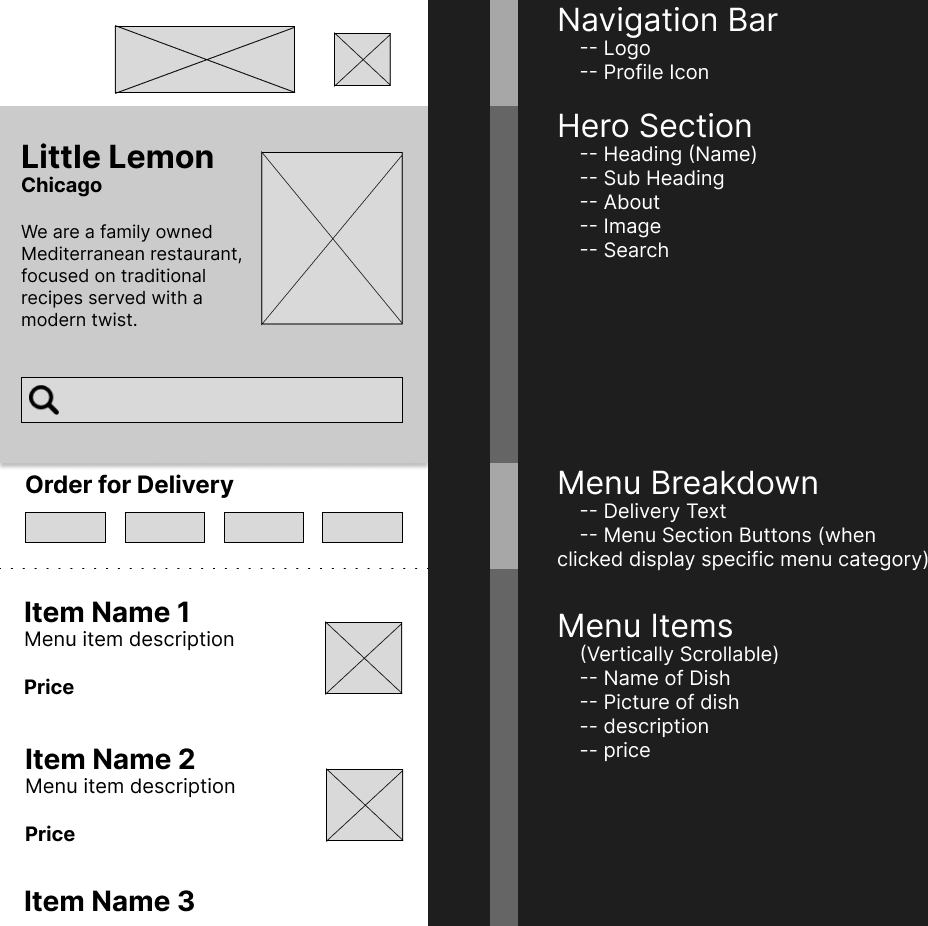 Little Lemon
Chicago
We are a family owned
Mediterranean restaurant,
focused on traditional
recipes served with a
modern twist.
Order for Delivery
Item Name 1
Menu item description
Price
Item Name 2
Menu item description
Price
Item Name 3
Navigation Bar
-- Logo
-- Profile Icon
Hero Section
-- Heading (Name)
-- Sub Heading
-- About
-- Image
-- Search
Menu Breakdown
-- Delivery Text
-- Menu Section Buttons (when
clicked display specific menu category)
Menu Items
(Vertically Scrollable)
-- Name of Dish
-- Picture of dish
-- description
-- price